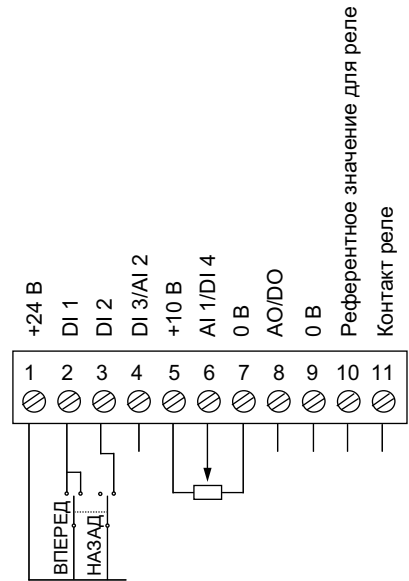 +24 В
DI 1
DI 2
DI 3/AI 2
+10 В
AI 1/DI 4
0 В
AO/DO
0 В
Референтное значение для реле
Контакт реле
1 2 3 4 5 6 7 8 9 10 11
ВПЕРЕД
НАЗАД